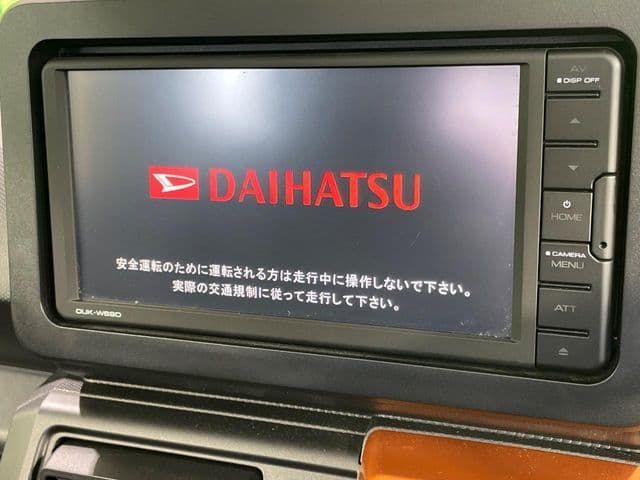 AV
DISP OFF
DAIHATSU
HOME
CAMERA
MENU
安全運転のために運転される方は走行中に操作しないで下さい。
実際の交通規制に従って走行して下さい。
ATT
DUK-W69D